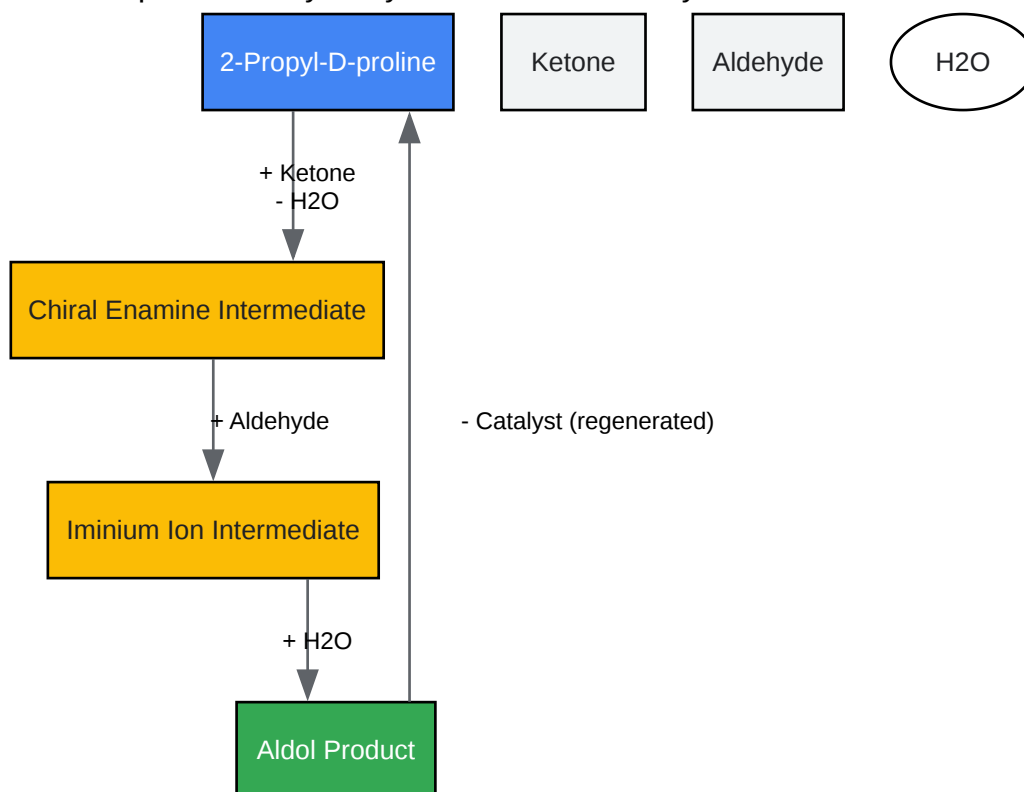 2-Propyl-D-proline
Ketone
Aldehyde
H2O
+ Ketone
- H2O
Chiral Enamine Intermediate
+ Aldehyde
- Catalyst (regenerated)
Iminium Ion Intermediate
+ H2O
Aldol Product